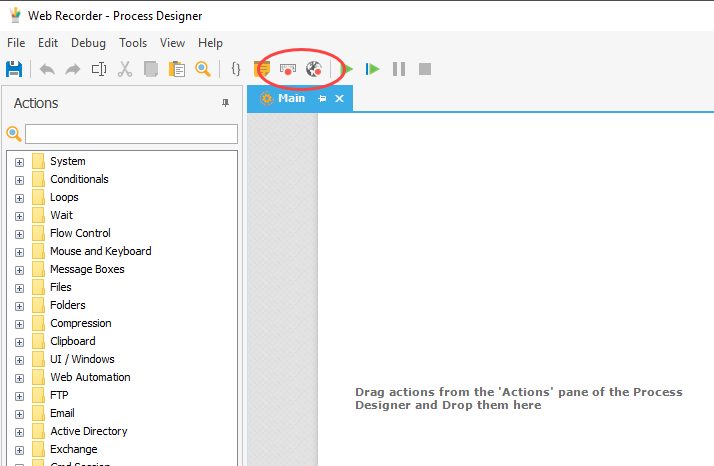 Web Recorder - Process Designer
File Edit Debug Tools View Help
{}
Actions
Main
System
Conditionals
Loops
Wait
Flow Control
Mouse and Keyboard
Message Boxes
Files
Folders
Compression
Clipboard
UI / Windows
Web Automation
FTP
Email
Active Directory
Exchange
Cmd Session
Drag actions from the 'Actions' pane of the Process
Designer and Drop them here